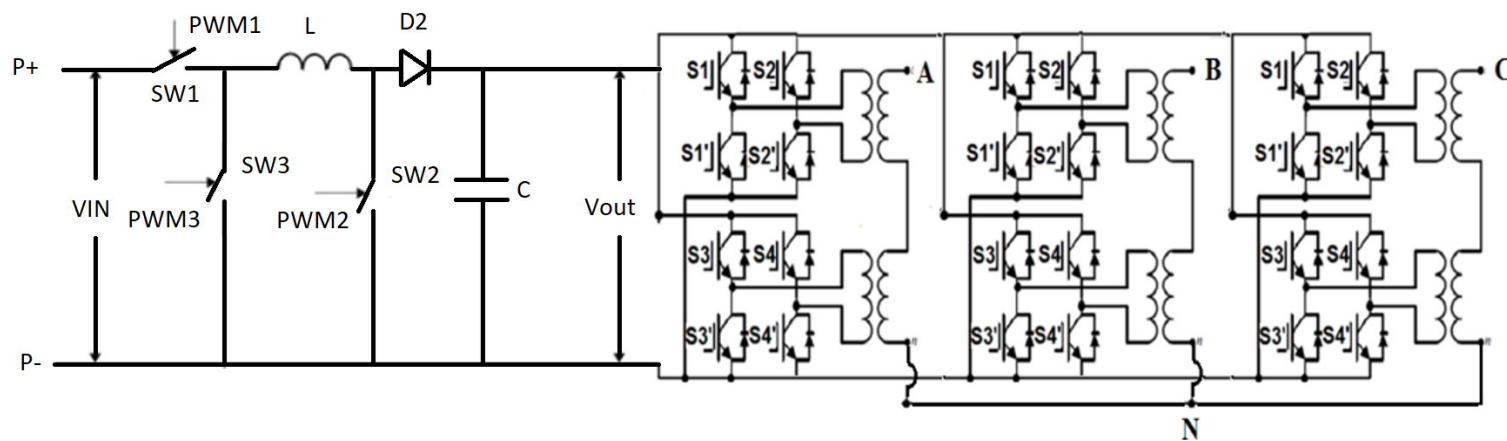 PWM1
L
D2
P+
SW1
SW3
PWM3
VIN
SW2
PWM2
C
Vout
P-
S1
S2
S1'
S2'
S3
S4
S3'
S4'
A
n
S1
S2
S1'
S2'
S3
S4
S3'
S4'
B
n
S1
S2
S1'
S2'
S3
S4
S3'
S4'
C
n
N